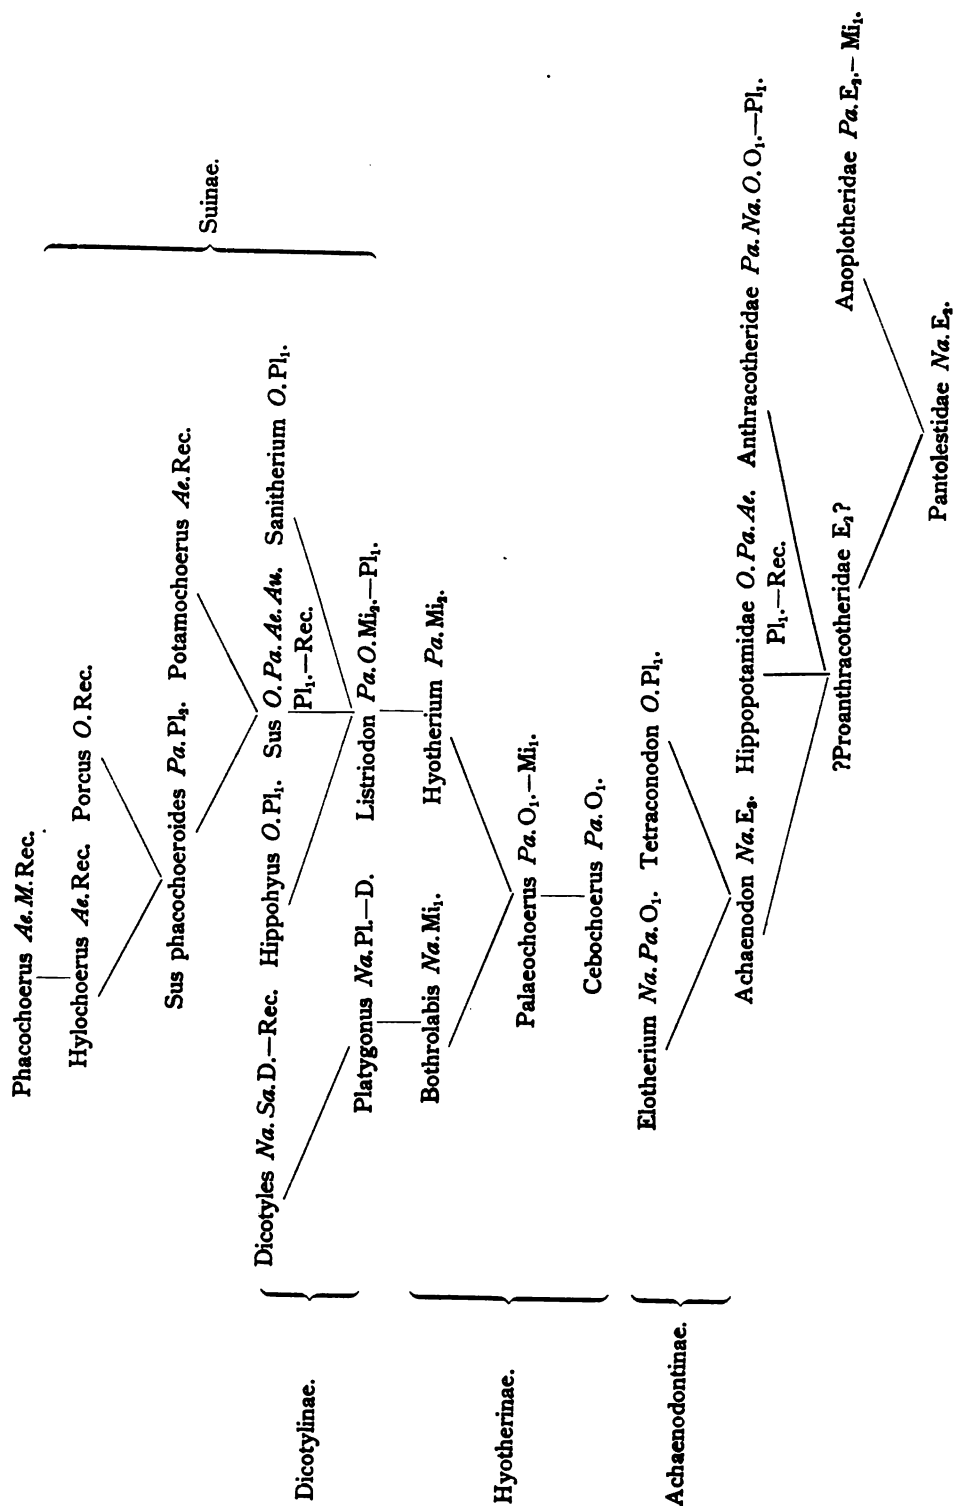 Phacochoerus Ae. M. Rec.
Hylochoerus Ae. Rec. Porcus O. Rec.
Sus phacochoeroides Pa. Pl₂. Potamochoerus Ae. Rec.
Suinae.
Dicotyles Na. Sa. D.—Rec. Hippohyus O. Pl₁. Sus O. Pa. Ae. Au. Sanitherium O. Pl₁.
Pl₁.—Rec.
Dicotylinae.
Platygonus Na. Pl.—D. Listriodon Pa. O. Mi₂.—Pl₁.
Bothrolabis Na. Mi₁. Hyotherium Pa. Mi₂.
Hyotherinae.
Palaeochoerus Pa. O₁.—Mi₁.
Cebochoerus Pa. O₁.
Elotherium Na. Pa. O₁. Tetraconodon O. Pl₁.
Achaenodontinae.
Achaenodon Na. E₃. Hippopotamidae O. Pa. Ae. Anthracotheridae Pa. Na. O. O₁.—Pl₁.
Pl₁.—Rec.
?Proanthracotheridae E₃?
Anoplotheridae Pa. E₃.—Mi₁.
Pantolestidae Na. E₂.